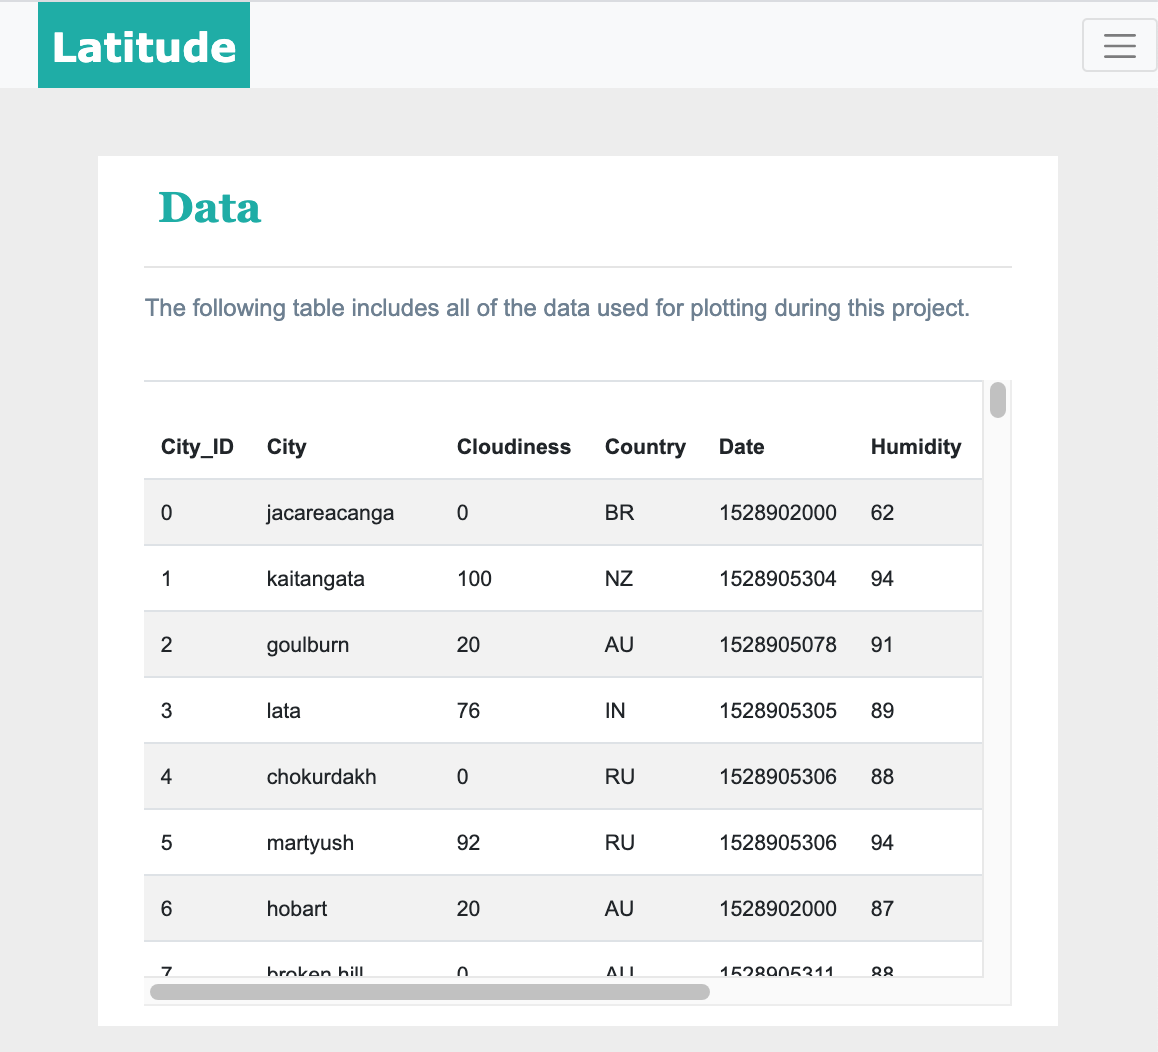 Latitude
Data
The following table includes all of the data used for plotting during this project.
City_ID City Cloudiness Country Date Humidity
0 jacareacanga 0 BR 1528902000 62
1 kaitangata 100 NZ 1528905304 94
2 goulburn 20 AU 1528905078 91
3 lata 76 IN 1528905305 89
4 chokurdakh 0 RU 1528905306 88
5 martyush 92 RU 1528905306 94
6 hobart 20 AU 1528902000 87
7 broken hill 0 AU 1528905311 88